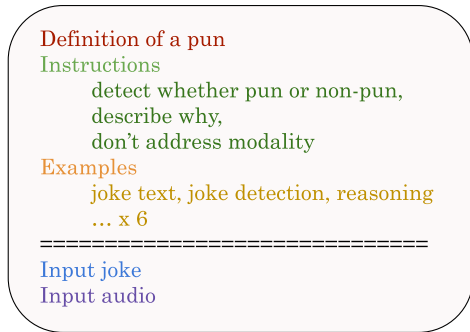 Definition of a pun
Instructions
detect whether pun or non-pun,
describe why,
don't address modality
Examples
joke text, joke detection, reasoning
... x 6
================================
Input joke
Input audio